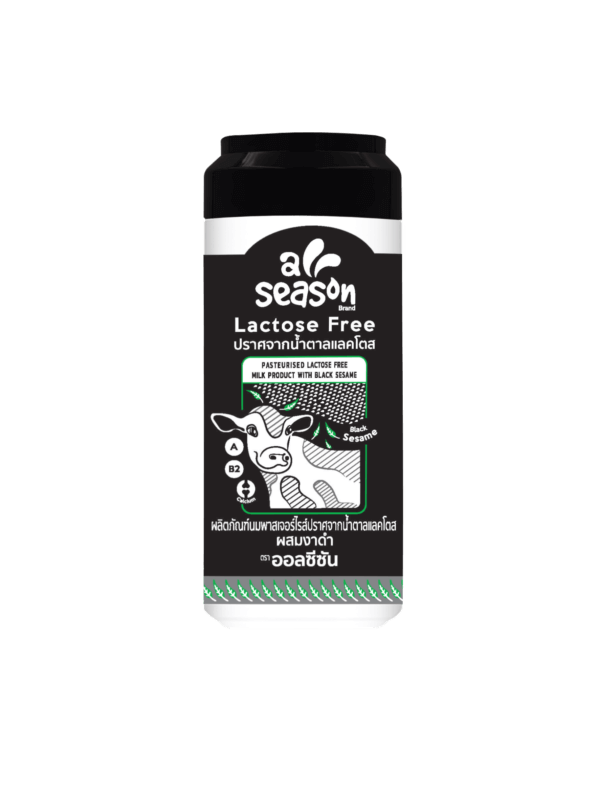 all
season
Brand
Lactose Free
ปราศจากน้ำตาลแลคโตส
PASTEURISED LACTOSE FREE
MILK PRODUCT WITH BLACK SESAME
Black
Sesame
A
B2
Calcium
ผลิตภัณฑ์นมพาสเจอร์ไรส์ปราศจากน้ำตาลแลคโตส
ผสมงาดำ
ตรา ออลซีซัน